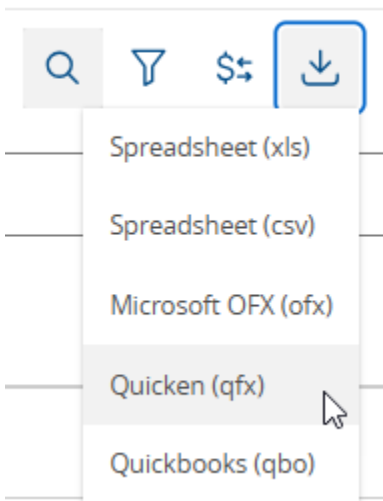 Spreadsheet (xls)
Spreadsheet (csv)
Microsoft OFX (ofx)
Quicken (qfx)
Quickbooks (qbo)